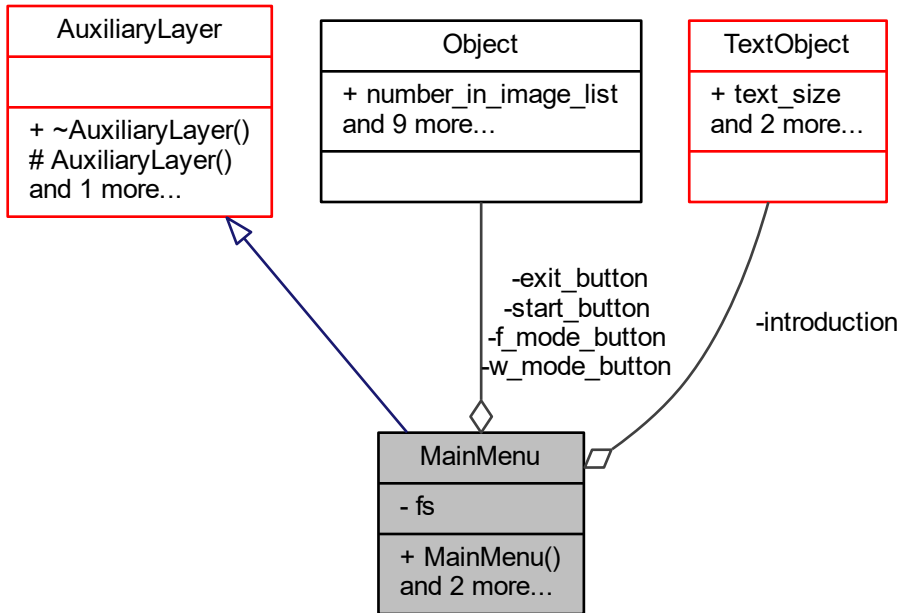 AuxiliaryLayer
+ ~AuxiliaryLayer()
# AuxiliaryLayer()
and 1 more...
Object
+ number_in_image_list
and 9 more...
TextObject
+ text_size
and 2 more...
-exit_button
-start_button
-f_mode_button
-w_mode_button
-introduction
MainMenu
- fs
+ MainMenu()
and 2 more...